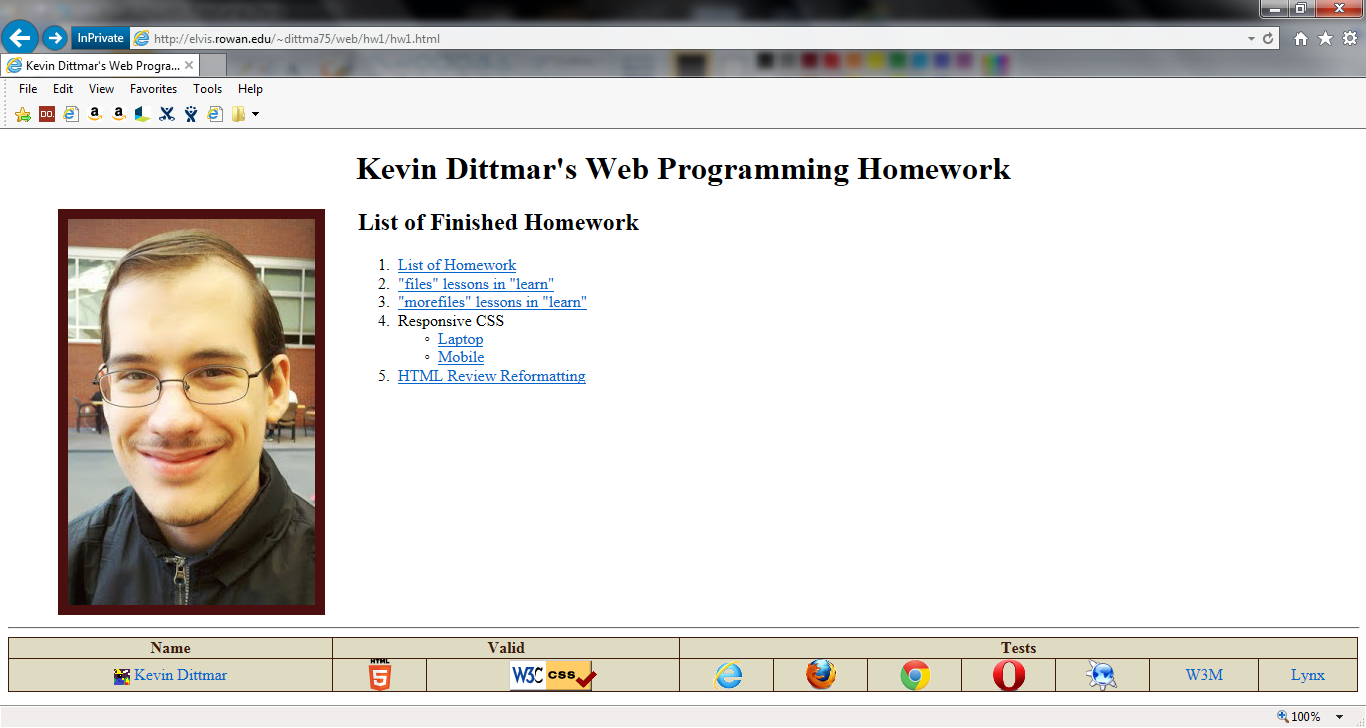 InPrivate http://elvis.rowan.edu/~dittma75/web/hw1/hw1.html
Kevin Dittmar's Web Progra...
File Edit View Favorites Tools Help
DO.
a a
Kevin Dittmar's Web Programming Homework
List of Finished Homework
1. List of Homework
2. "files" lessons in "learn"
3. "morefiles" lessons in "learn"
4. Responsive CSS
Laptop
Mobile
5. HTML Review Reformatting
Name Valid Tests
Kevin Dittmar HTML 5 W3C css W3M Lynx
100%